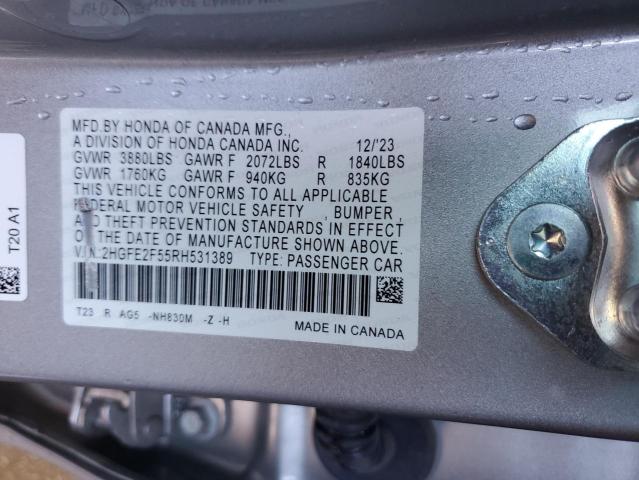 MFD.BY HONDA OF CANADA MFG.,
A DIVISION OF HONDA CANADA INC. 12/'23
GVWR 3880LBS GAWR F 2072LBS R 1840LBS
GVWR 1760KG GAWR F 940KG R 835KG
THIS VEHICLE CONFORMS TO ALL APPLICABLE
FEDERAL MOTOR VEHICLE SAFETY , BUMPER ,
AND THEFT PREVENTION STANDARDS IN EFFECT
ON THE DATE OF MANUFACTURE SHOWN ABOVE.
VIN:2HGFE2F55RH531389 TYPE:PASSENGER CAR
T23 R AG5 -NH830M -Z -H
MADE IN CANADA
T20 A1